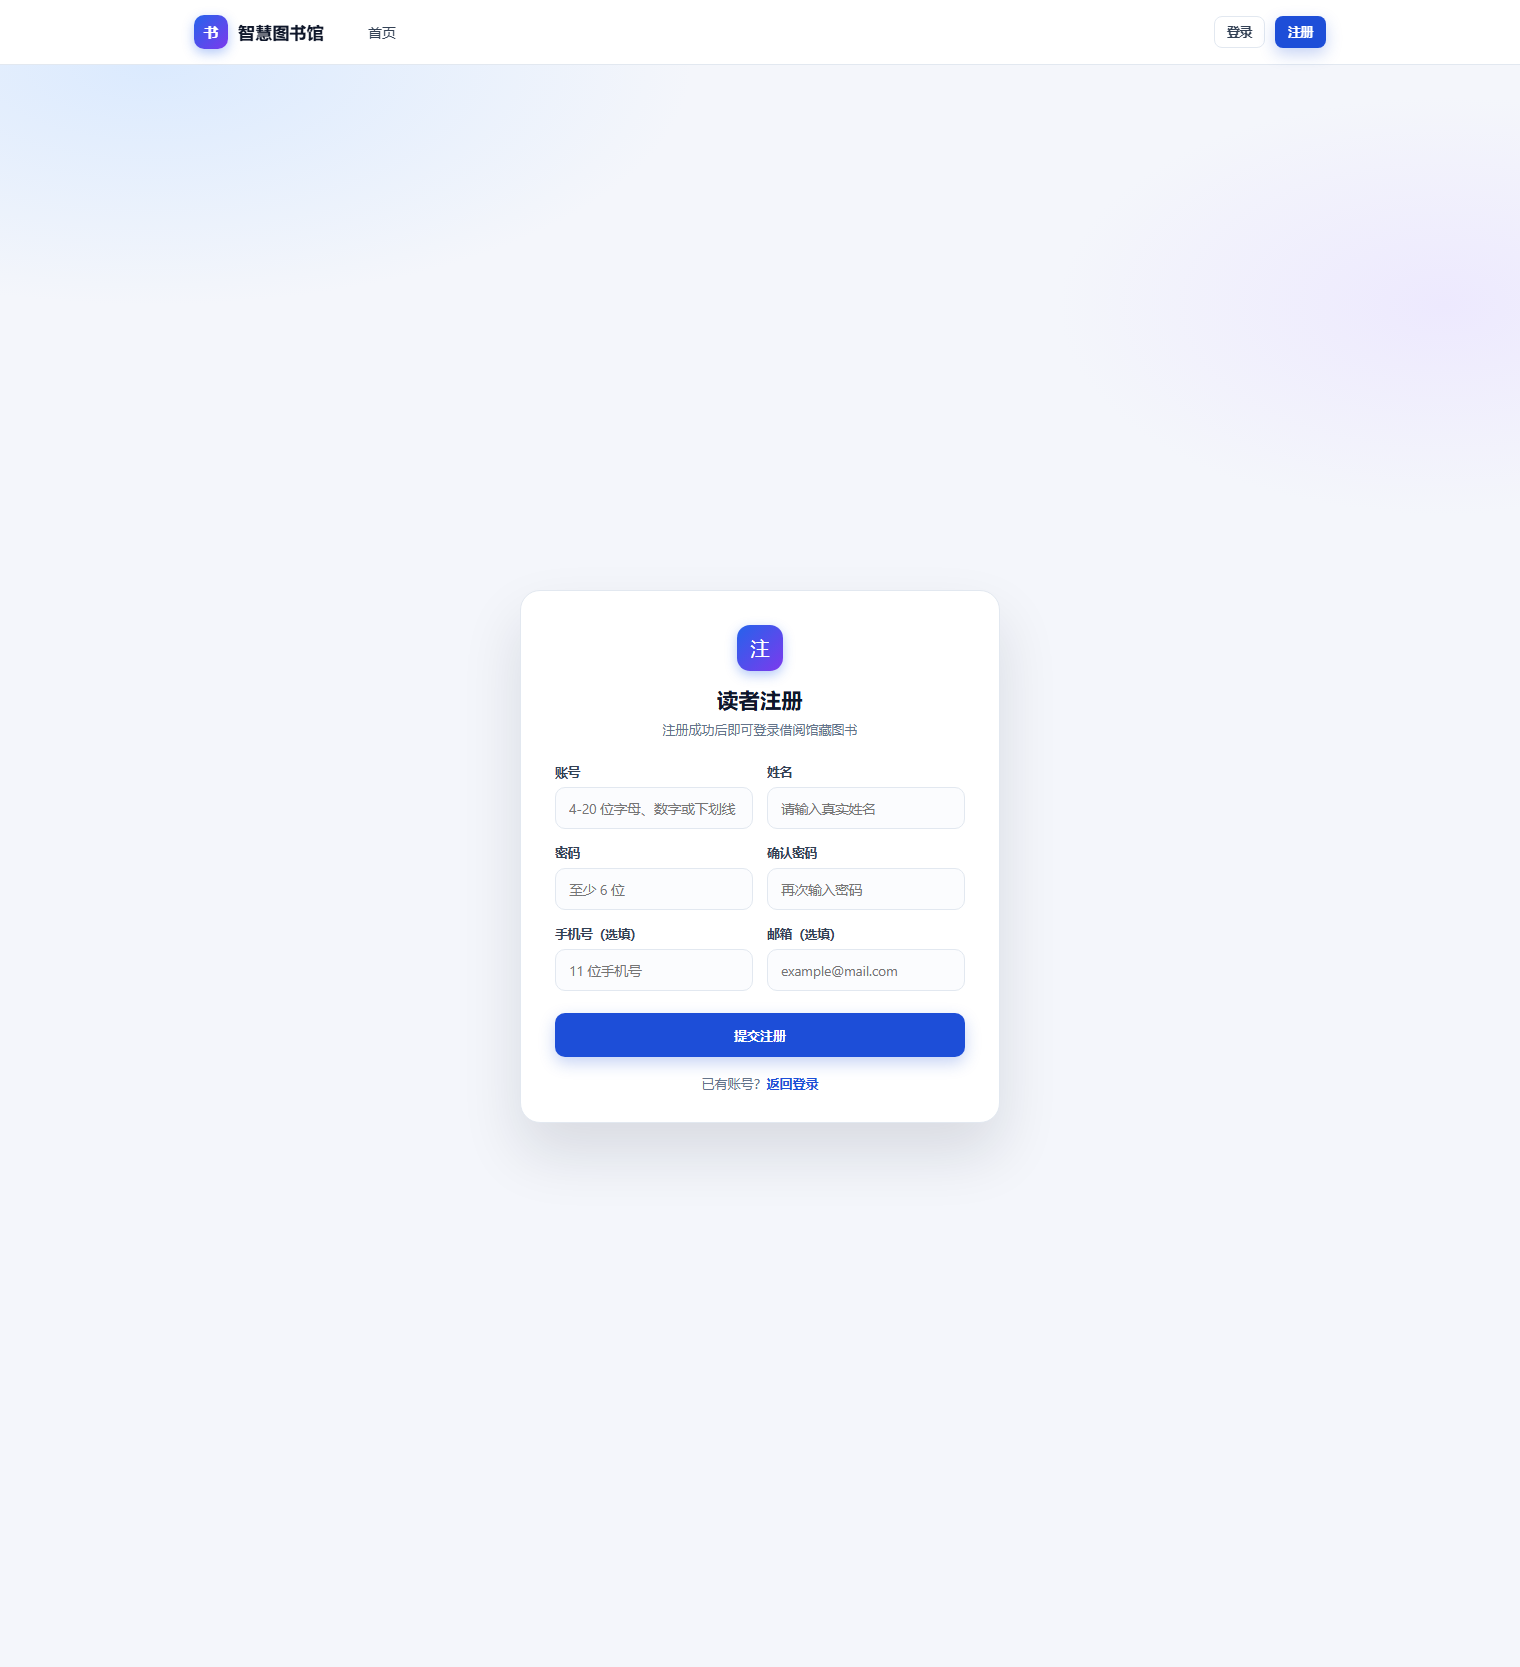 书 智慧图书馆 首页 登录 注册
注
读者注册
注册成功后即可登录借阅馆藏图书
账号 姓名
4-20 位字母、数字或下划线 请输入真实姓名
密码 确认密码
至少 6 位 再次输入密码
手机号（选填） 邮箱（选填）
11 位手机号 example@mail.com
提交注册
已有账号？返回登录